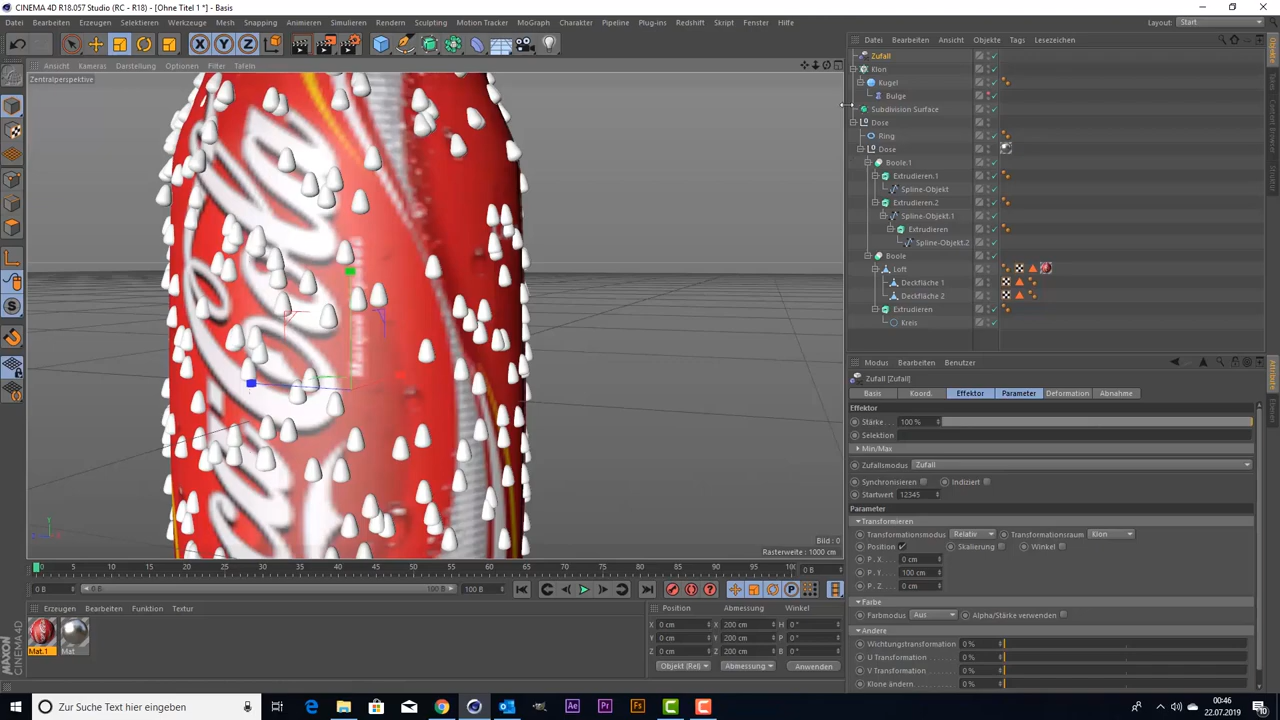 CINEMA 4D R18.057 Studio (RC - R18) - [Ohne Titel 1 *] - Basis
Datei Bearbeiten Erzeugen Selektieren Werkzeuge Mesh Snapping Animieren Simulieren Rendern Sculpting Motion Tracker MoGraph Charakter Pipeline Plug-ins Redshift Skript Fenster Hilfe Layout: Start
Datei Bearbeiten Ansicht Objekte Tags Lesezeichen
Ansicht Kameras Darstellung Optionen Filter Tafeln
Zentralperspektive
Zufall
Klon
Kugel
Bulge
Subdivision Surface
Dose
Ring
Dose
Boole.1
Extrudieren.1
Spline-Objekt
Extrudieren.2
Spline-Objekt.1
Extrudieren
Spline-Objekt.2
Boole
Loft
Deckfläche 1
Deckfläche 2
Extrudieren
Kreis
Objekte
Takes
Content Browser
Struktur
Modus Bearbeiten Benutzer
Zufall [Zufall]
Basis Koord. Effektor Parameter Deformation Abnahme
Effektor
Stärke 100 %
Selektion
Min/Max
Zufallsmodus Zufall
Synchronisieren Indiziert
Startwert 12345
Parameter
Transformieren
Transformationsmodus Relativ Transformationsraum Klon
Position Skalierung Winkel
P . X 0 cm
P . Y 100 cm
P . Z 0 cm
Farbe
Farbmodus Aus Alpha/Stärke verwenden
Andere
Wichtungstransformation 0 %
U Transformation 0 %
V Transformation 0 %
Klone ändern 0 %
Attribute
Bild : 0
Rasterweite : 1000 cm
0 5 10 15 20 25 30 35 40 45 50 55 60 65 70 75 80 85 90 95 100 0 B
0 B 0 B 100 B 100 B
Erzeugen Bearbeiten Funktion Textur
Mat.1 Mat
Position Abmessung Winkel
X 0 cm X 200 cm H 0 °
Y 0 cm Y 200 cm P 0 °
Z 0 cm Z 200 cm B 0 °
Objekt (Rel) Abmessung Anwenden
MAXON CINEMA 4D
Zur Suche Text hier eingeben
00:46
22.07.2019